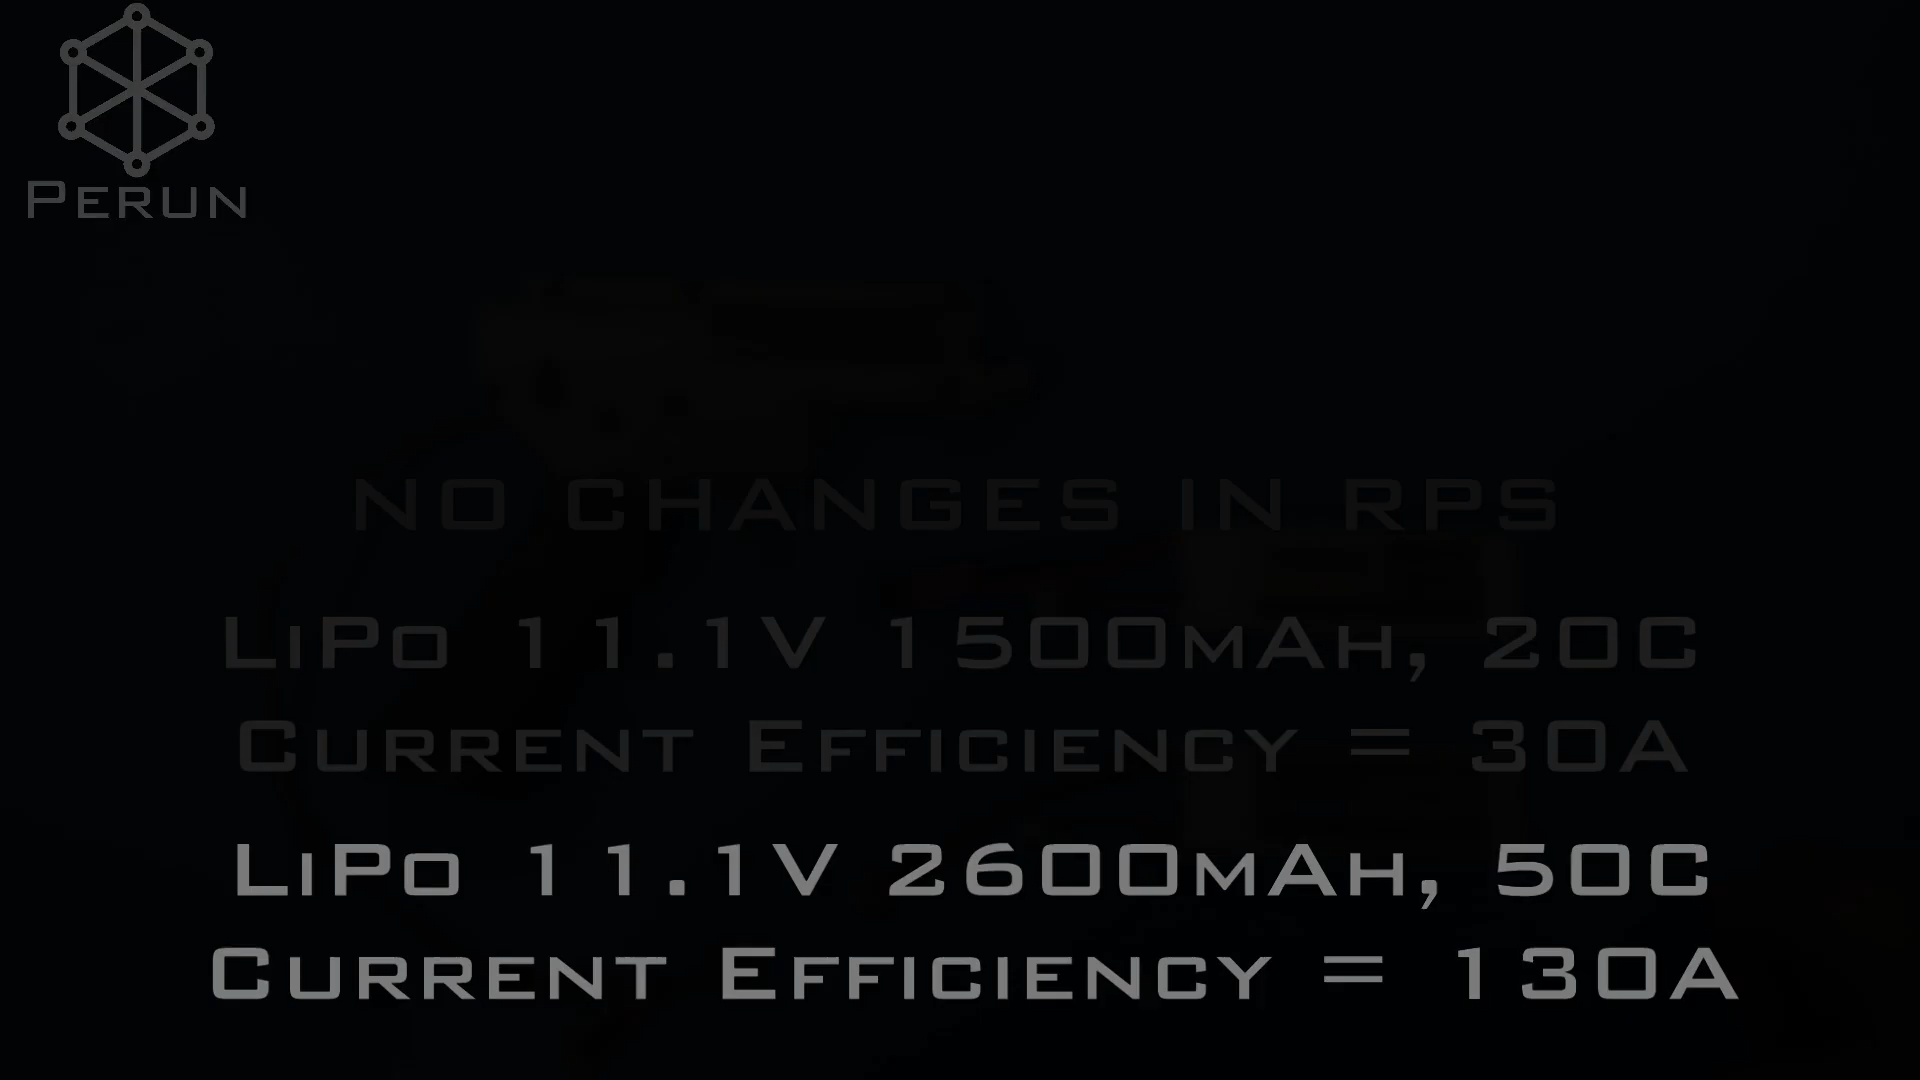 PERUN
NO CHANGES IN RPS
LiPo 11.1V 1500mAh, 20C
Current Efficiency = 30A
LiPo 11.1V 2600mAh, 50C
Current Efficiency = 130A